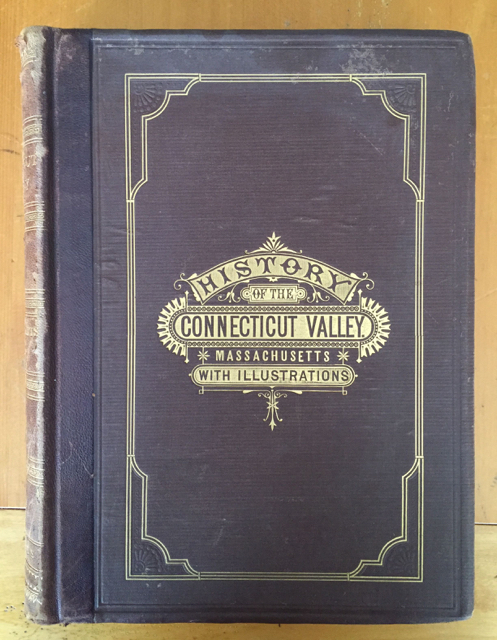 HISTORY
OF THE
CONNECTICUT VALLEY
MASSACHUSETTS
WITH ILLUSTRATIONS